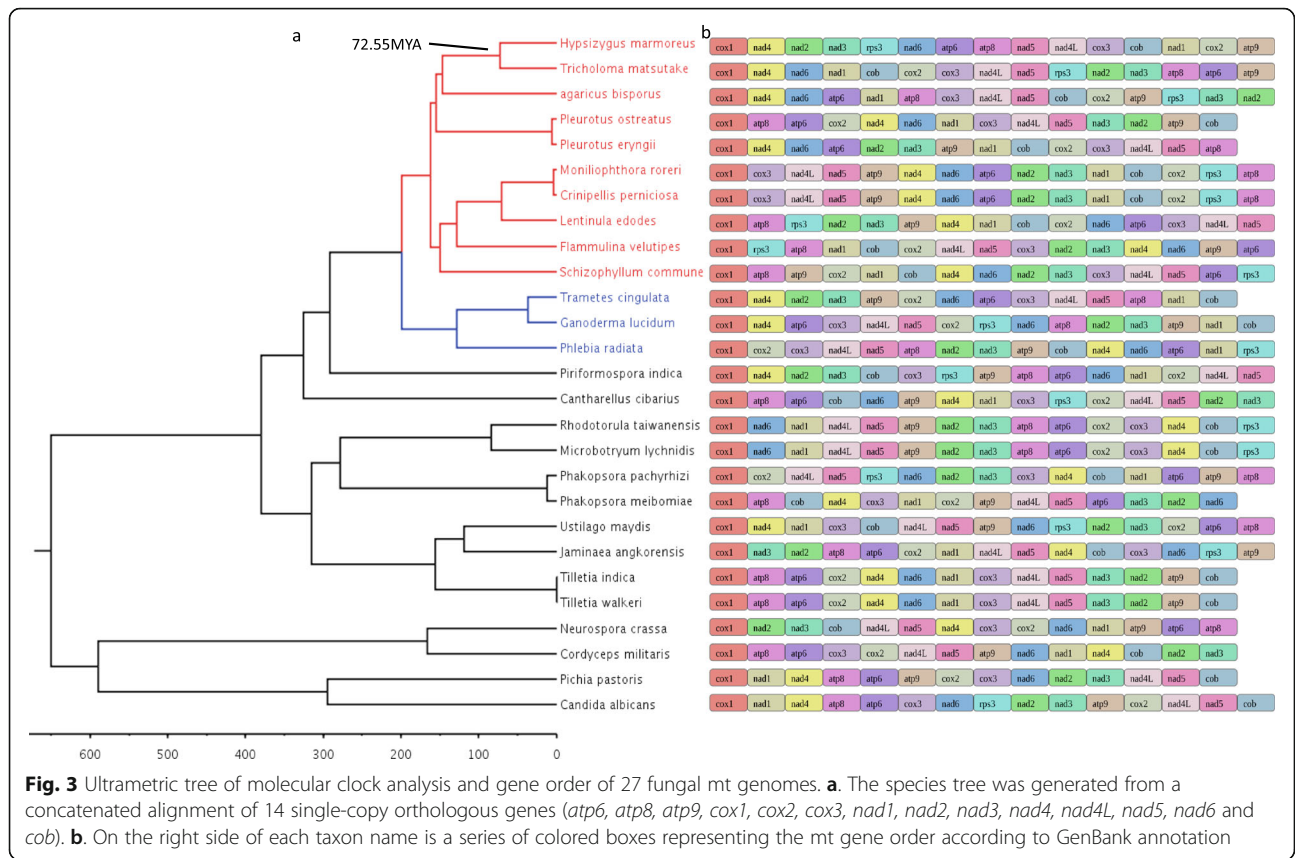 a
b
72.55MYA
Hypsizygus marmoreus cox1 nad4 nad2 nad3 rps3 nad6 atp6 atp8 nad5 nad4L cox3 cob nad1 cox2 atp9
Tricholoma matsutake cox1 nad4 nad6 nad1 cob cox2 cox3 nad4L nad5 rps3 nad2 nad3 atp8 atp6 atp9
agaricus bisporus cox1 nad4 nad6 atp6 nad1 atp8 cox3 nad4L nad5 cob cox2 atp9 rps3 nad3 nad2
Pleurotus ostreatus cox1 atp8 atp6 cox2 nad4 nad6 nad1 cox3 nad4L nad5 nad3 nad2 atp9 cob
Pleurotus eryngii cox1 nad4 nad6 atp6 nad2 nad3 atp9 nad1 cob cox2 cox3 nad4L nad5 atp8
Moniliophthora roreri cox1 cox3 nad4L nad5 atp9 nad4 nad6 atp6 nad2 nad3 nad1 cob cox2 rps3 atp8
Crinipellis perniciosa cox1 cox3 nad4L nad5 atp9 nad4 nad6 atp6 nad2 nad3 nad1 cob cox2 rps3 atp8
Lentinula edodes cox1 atp8 rps3 nad2 nad3 atp9 nad4 nad1 cob cox2 nad6 atp6 cox3 nad4L nad5
Flammulina velutipes cox1 rps3 atp8 nad1 cob cox2 nad4L nad5 cox3 nad2 nad3 nad4 nad6 atp9 atp6
Schizophyllum commune cox1 atp8 atp9 cox2 nad1 cob nad4 nad6 nad2 nad3 cox3 nad4L nad5 atp6 rps3
Trametes cingulata cox1 nad4 nad2 nad3 atp9 cox2 nad6 atp6 cox3 nad4L nad5 atp8 nad1 cob
Ganoderma lucidum cox1 nad4 atp6 cox3 nad4L nad5 cox2 rps3 nad6 atp8 nad2 nad3 atp9 nad1 cob
Phlebia radiata cox1 cox2 cox3 nad4L nad5 atp8 nad2 nad3 atp9 cob nad4 nad6 atp6 nad1 rps3
Piriformospora indica cox1 nad4 nad2 nad3 cob cox3 rps3 atp9 atp8 atp6 nad6 nad1 cox2 nad4L nad5
Cantharellus cibarius cox1 atp8 atp6 cob nad6 atp9 nad4 nad1 cox3 rps3 cox2 nad4L nad5 nad2 nad3
Rhodotorula taiwanensis cox1 nad6 nad1 nad4L nad5 atp9 nad2 nad3 atp8 atp6 cox2 cox3 nad4 cob rps3
Microbotryum lychnidis cox1 nad6 nad1 nad4L nad5 atp9 nad2 nad3 atp8 atp6 cox2 cox3 nad4 cob rps3
Phakopsora pachyrhizi cox1 cox2 nad4L nad5 rps3 nad6 nad2 nad3 cox3 nad4 cob nad1 atp6 atp9 atp8
Phakopsora meibomiae cox1 atp8 cob nad4 cox3 nad1 cox2 atp9 nad4L nad5 atp6 nad3 nad2 nad6
Ustilago maydis cox1 nad4 nad1 cox3 cob nad4L nad5 atp9 nad6 rps3 nad2 nad3 cox2 atp6 atp8
Jaminaea angkorensis cox1 nad3 nad2 atp8 atp6 cox2 nad1 nad4L nad5 nad4 cob cox3 nad6 rps3 atp9
Tilletia indica cox1 atp8 atp6 cox2 nad4 nad6 nad1 cox3 nad4L nad5 nad3 nad2 atp9 cob
Tilletia walkeri cox1 atp8 atp6 cox2 nad4 nad6 nad1 cox3 nad4L nad5 nad3 nad2 atp9 cob
Neurospora crassa cox1 nad2 nad3 cob nad4L nad5 nad4 cox3 cox2 nad6 nad1 atp9 atp6 atp8
Cordyceps militaris cox1 atp8 atp6 cox3 cox2 nad4L nad5 atp9 nad6 nad1 nad4 cob nad2 nad3
Pichia pastoris cox1 nad1 nad4 atp8 atp6 atp9 cox2 cox3 nad6 nad2 nad3 nad4L nad5 cob
Candida albicans cox1 nad1 nad4 atp8 atp6 cox3 nad6 rps3 nad2 nad3 atp9 cox2 nad4L nad5 cob
600 500 400 300 200 100 0
Fig. 3 Ultrametric tree of molecular clock analysis and gene order of 27 fungal mt genomes. a. The species tree was generated from a
concatenated alignment of 14 single-copy orthologous genes (atp6, atp8, atp9, cox1, cox2, cox3, nad1, nad2, nad3, nad4, nad4L, nad5, nad6 and
cob). b. On the right side of each taxon name is a series of colored boxes representing the mt gene order according to GenBank annotation